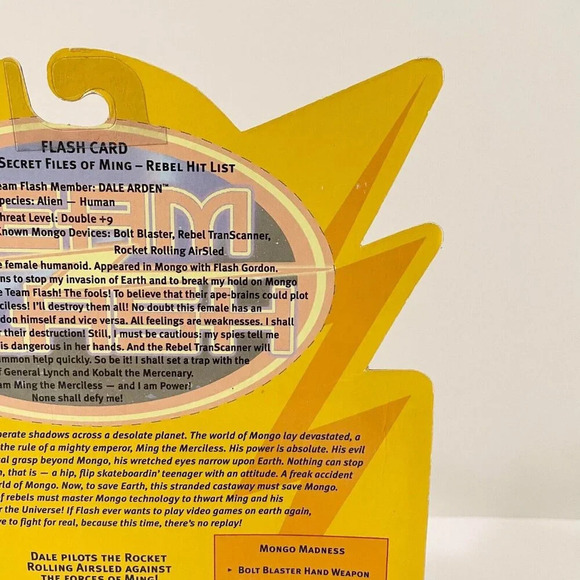 FLASH CARD
Secret Files of Ming – Rebel Hit List
eam Flash Member: DALE ARDEN™
pecies: Alien — Human
hreat Level: Double +9
Known Mongo Devices: Bolt Blaster, Rebel TranScanner,
Rocket Rolling AirSled
e female humanoid. Appeared in Mongo with Flash Gordon.
ns to stop my invasion of Earth and to break my hold on Mongo
e Team Flash! The fools! To believe that their ape-brains could plot
rciless! I'll destroy them all! No doubt this female has an
don himself and vice versa. All feelings are weaknesses. I shall
their destruction! Still, I must be cautious: my spies tell me
is dangerous in her hands. And the Rebel TranScanner will
ummon help quickly. So be it! I shall set a trap with the
f General Lynch and Kobalt the Mercenary.
am Ming the Merciless — and I am Power!
None shall defy me!
perate shadows across a desolate planet. The world of Mongo lay devastated, a
the rule of a mighty emperor, Ming the Merciless. His power is absolute. His evil
al grasp beyond Mongo, his wretched eyes narrow upon Earth. Nothing can stop
n, that is — a hip, flip skateboardin' teenager with an attitude. A freak accident
rld of Mongo. Now, to save Earth, this stranded castaway must save Mongo.
of rebels must master Mongo technology to thwart Ming and his
r the Universe! If Flash ever wants to play video games on earth again,
ve to fight for real, because this time, there's no replay!
Dale pilots the Rocket
Rolling AirSled against
the forces of Ming!
Mongo Madness
▸ Bolt Blaster Hand Weapon